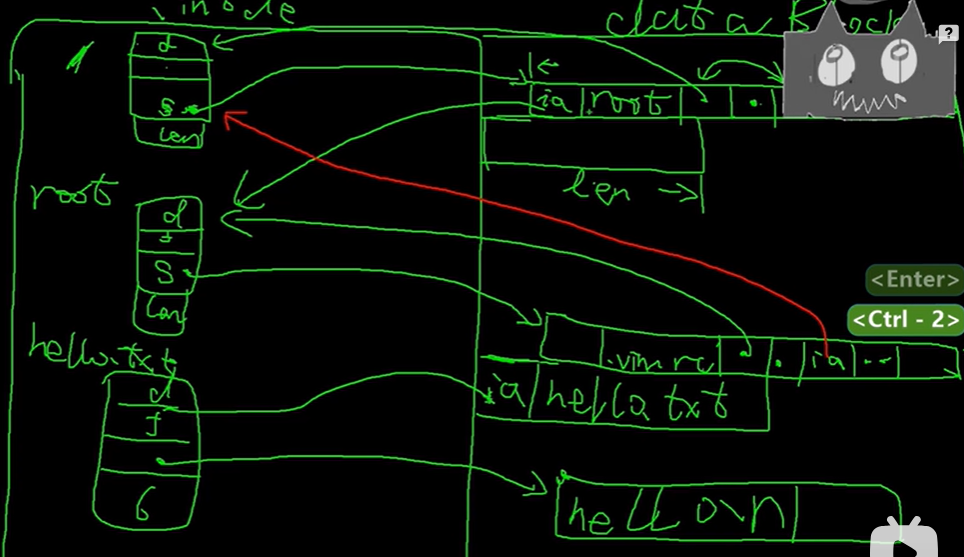 inode
data Block
/
d
s
len
ia root .
len
root
d
S
Len
<Enter>
<Ctrl - 2>
hello.txt
.vimrc . . ia ..
d
f
ia hello txt
6
hello\n
?